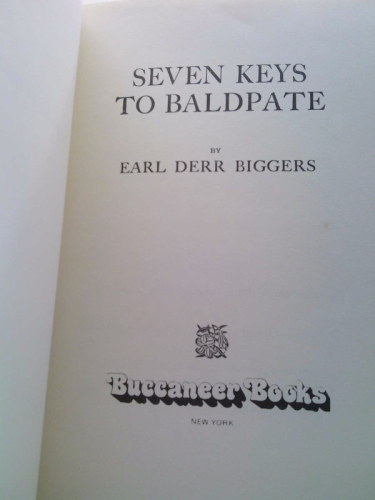 SEVEN KEYS
TO BALDPATE
BY
EARL DERR BIGGERS
Buccaneer Books
NEW YORK